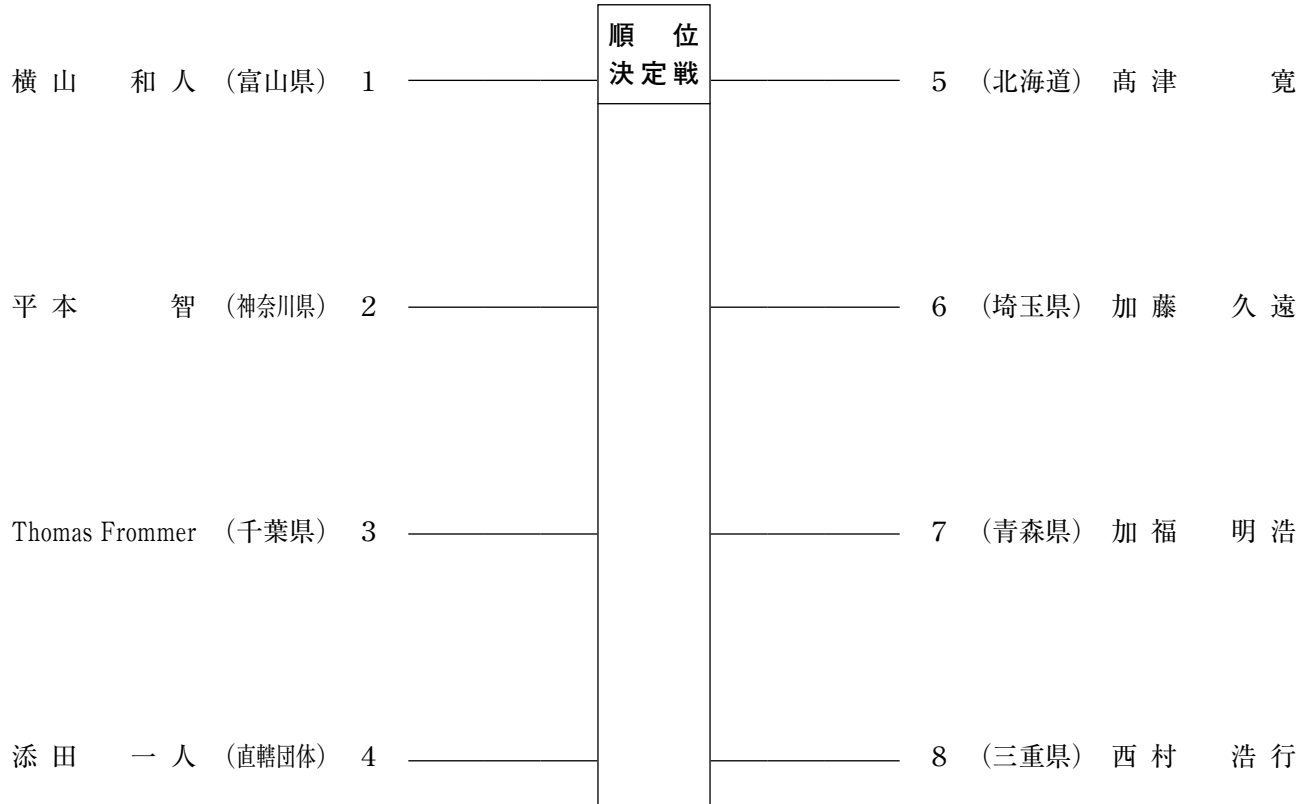 順 位
決定戦
横山 和人 (富山県) 1
5 (北海道) 髙津 寛
平本 智 (神奈川県) 2
6 (埼玉県) 加藤 久遠
Thomas Frommer (千葉県) 3
7 (青森県) 加福 明浩
添田 一人 (直轄団体) 4
8 (三重県) 西村 浩行